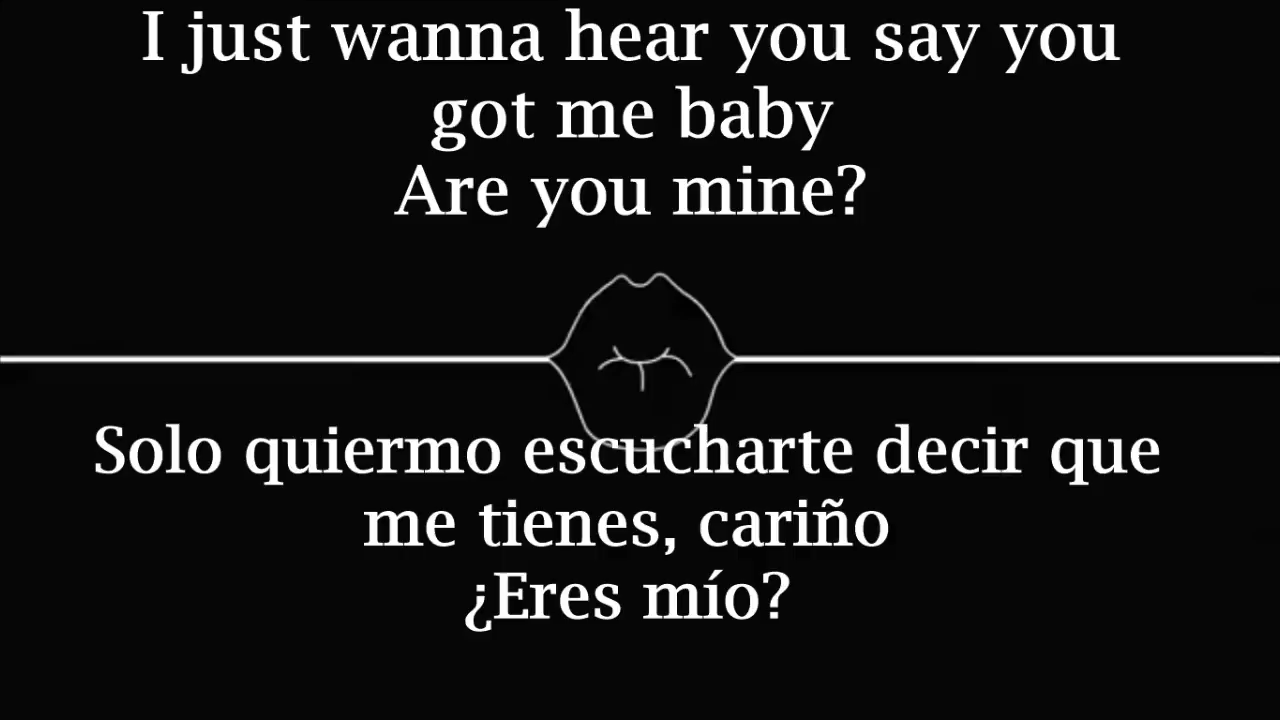 I just wanna hear you say you
got me baby
Are you mine?
Solo quiermo escucharte decir que
me tienes, cariño
¿Eres mío?